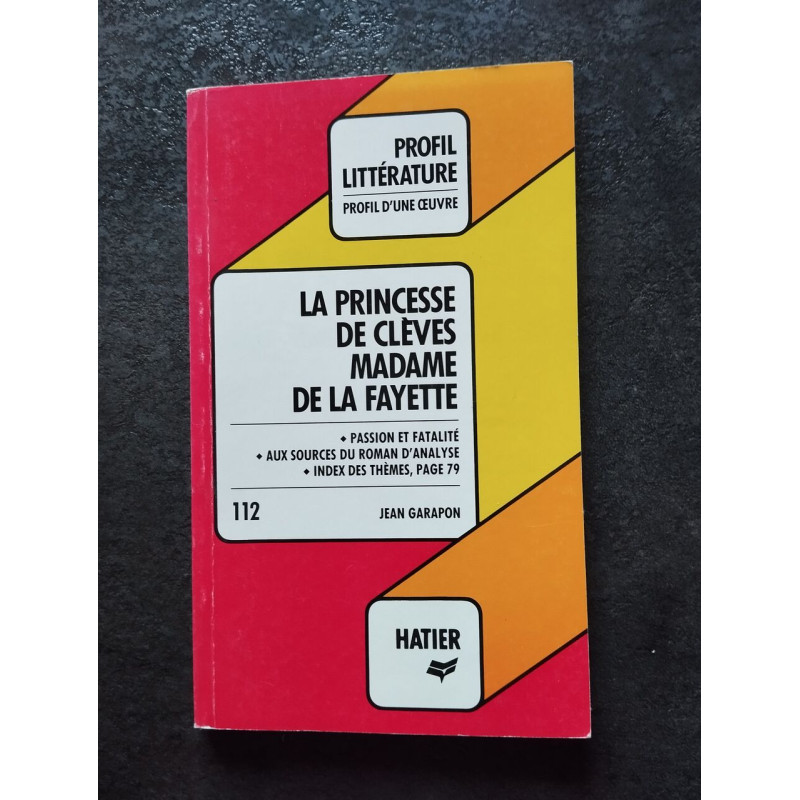 PROFIL
LITTÉRATURE
PROFIL D'UNE ŒUVRE
LA PRINCESSE
DE CLÈVES
MADAME
DE LA FAYETTE
◆ PASSION ET FATALITÉ
◆ AUX SOURCES DU ROMAN D'ANALYSE
◆ INDEX DES THÈMES, PAGE 79
112 JEAN GARAPON
HATIER